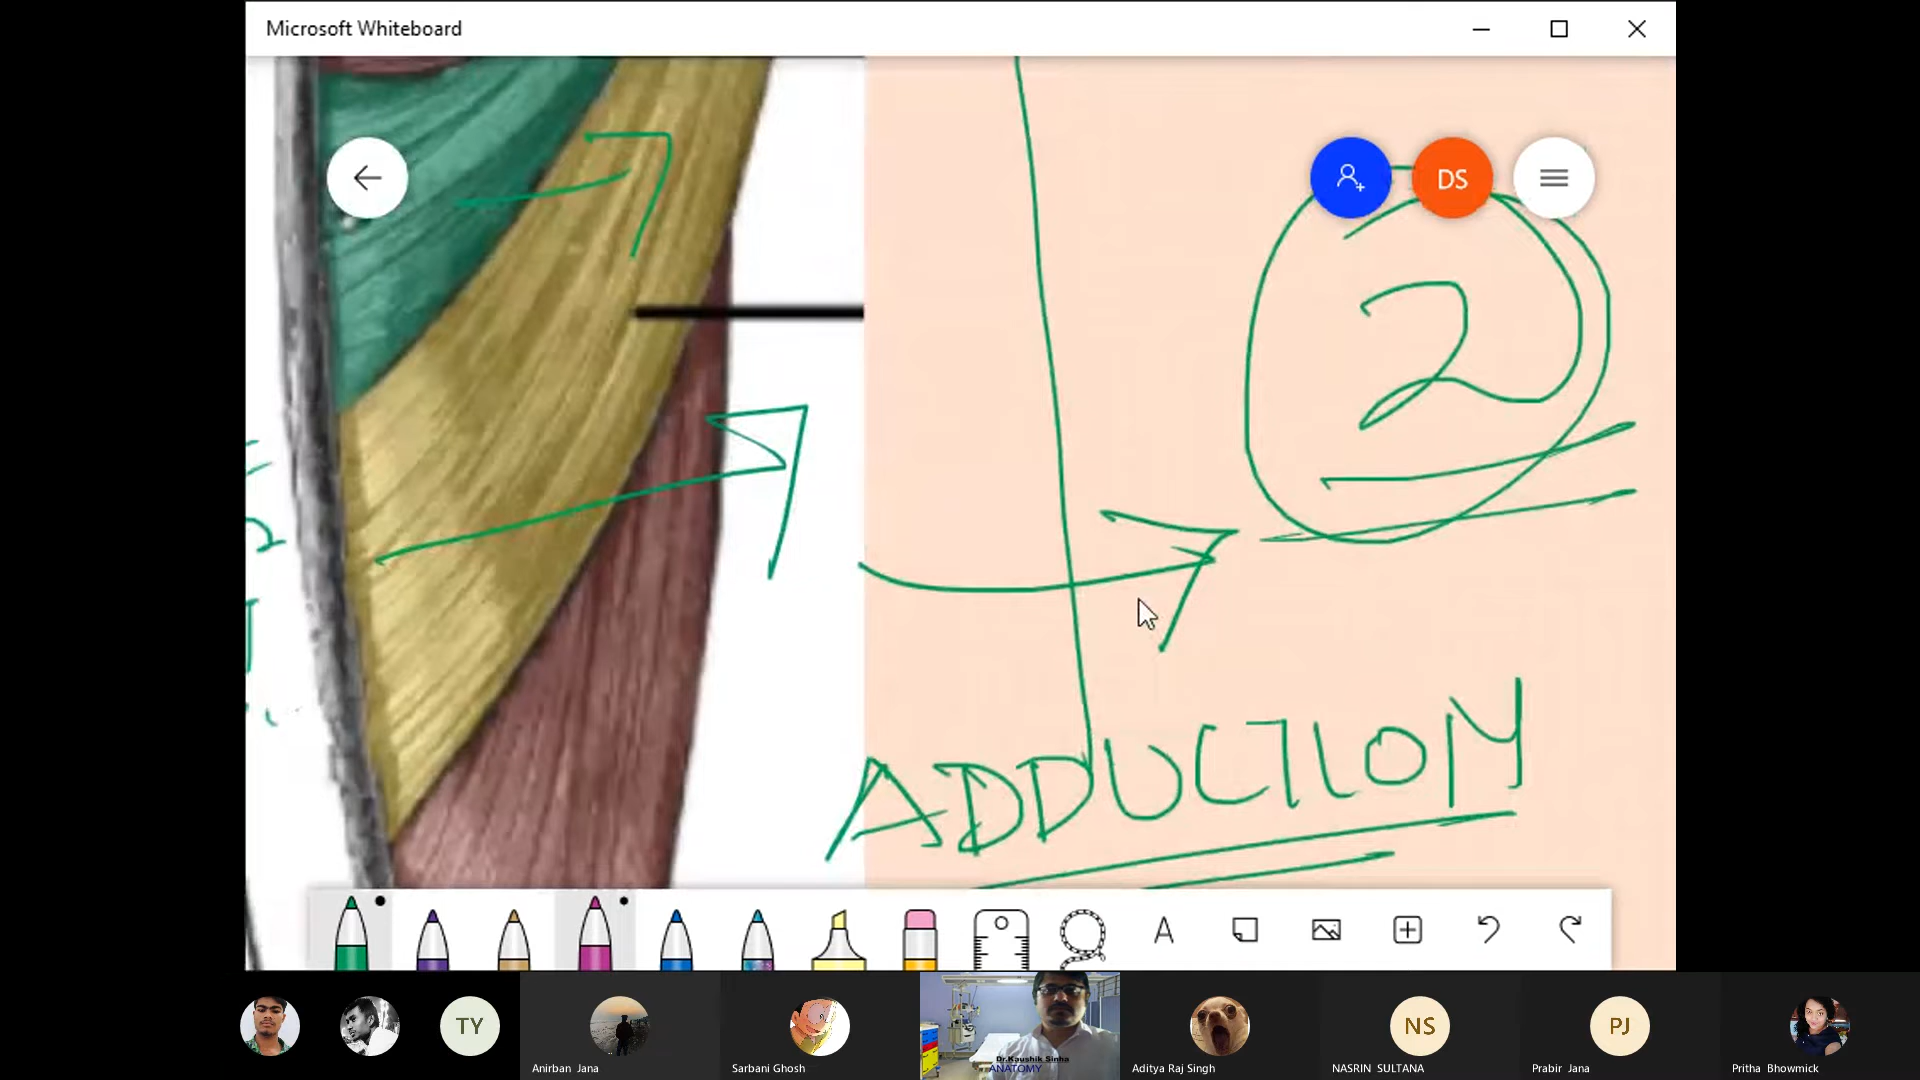 Microsoft Whiteboard
DS
2
ADDUCTION
TY
Anirban Jana
Sarbani Ghosh
Dr.Kaushik Sinha
ANATOMY
Aditya Raj Singh
NS
NASRIN SULTANA
PJ
Prabir Jana
Pritha Bhowmick